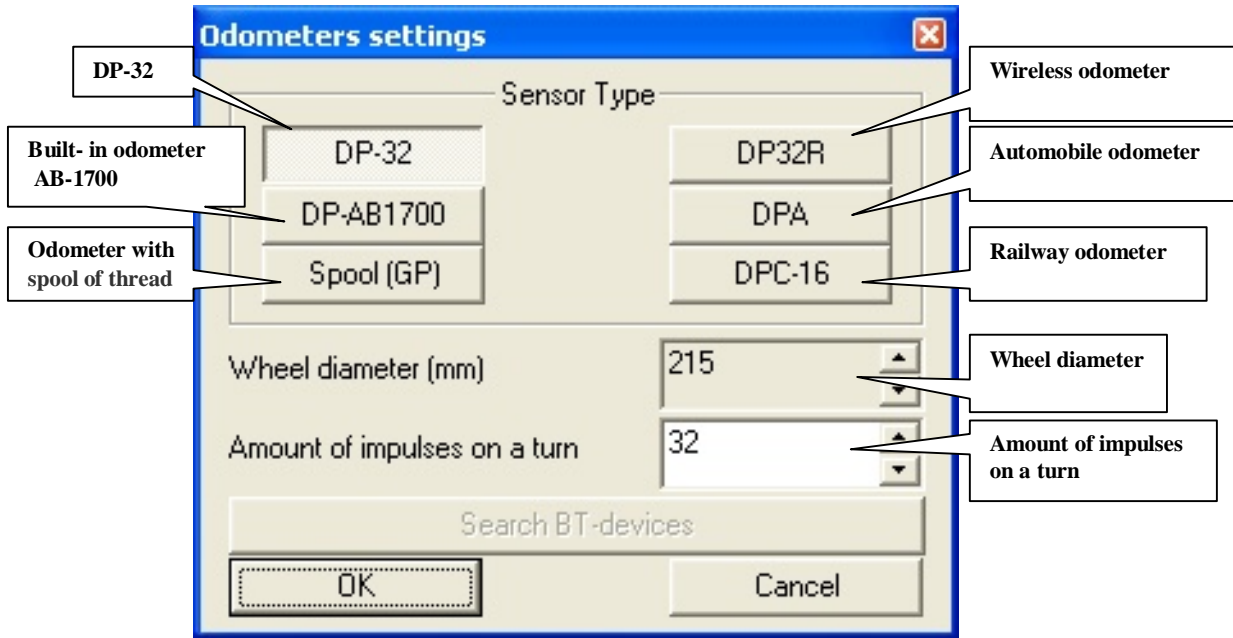 Odometers settings
DP-32
Wireless odometer
Sensor Type
DP-32
DP32R
Built- in odometer
AB-1700
Automobile odometer
DP-AB1700
DPA
Odometer with
spool of thread
Railway odometer
Spool (GP)
DPC-16
Wheel diameter (mm)
215
Wheel diameter
Amount of impulses on a turn
32
Amount of impulses
on a turn
Search BT-devices
OK
Cancel